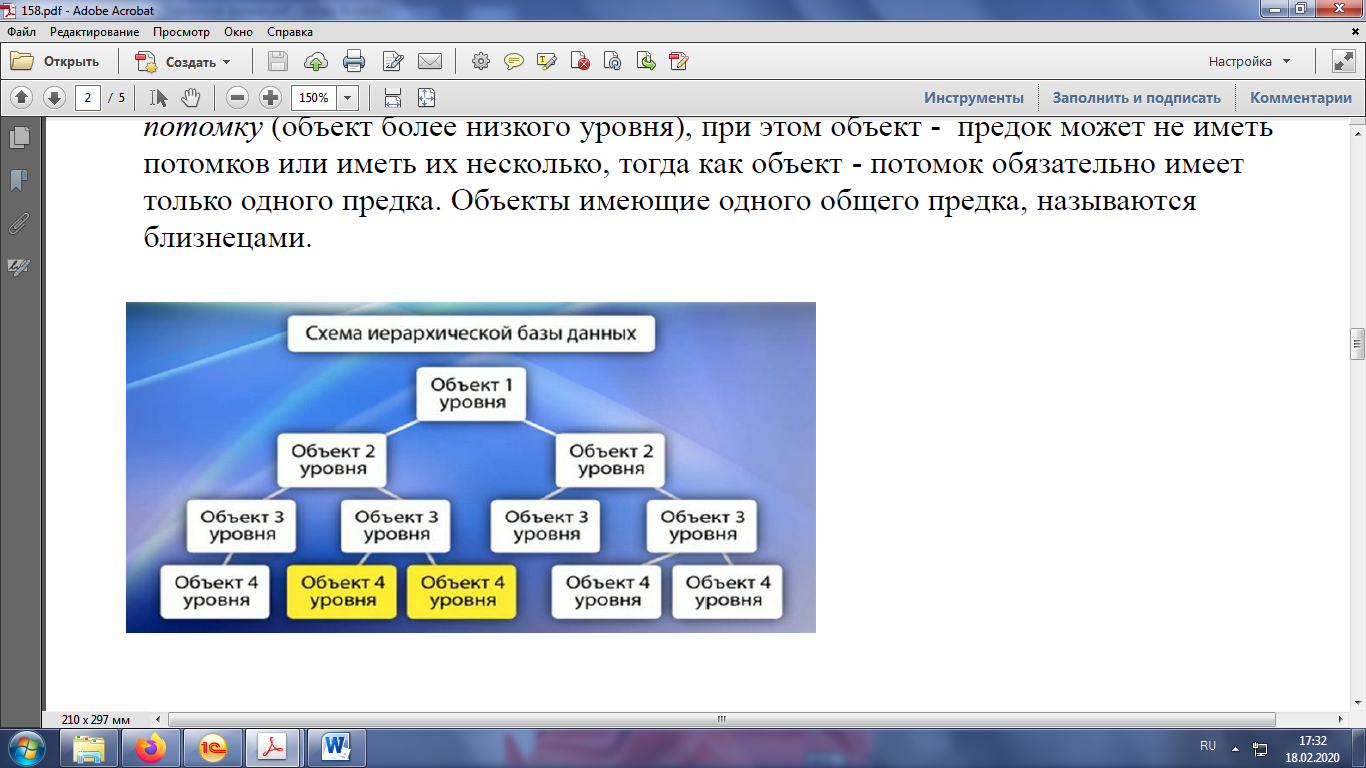 158.pdf - Adobe Acrobat
Файл Редактирование Просмотр Окно Справка
Открыть Создать Настройка
2 / 5 150% Инструменты Заполнить и подписать Комментарии
потомку (объект более низкого уровня), при этом объект - предок может не иметь
потомков или иметь их несколько, тогда как объект - потомок обязательно имеет
только одного предка. Объекты имеющие одного общего предка, называются
близнецами.
Схема иерархической базы данных
Объект 1
уровня
Объект 2
уровня
Объект 2
уровня
Объект 3
уровня
Объект 3
уровня
Объект 3
уровня
Объект 3
уровня
Объект 4
уровня
Объект 4
уровня
Объект 4
уровня
Объект 4
уровня
Объект 4
уровня
210 x 297 мм
RU 17:32
18.02.2020